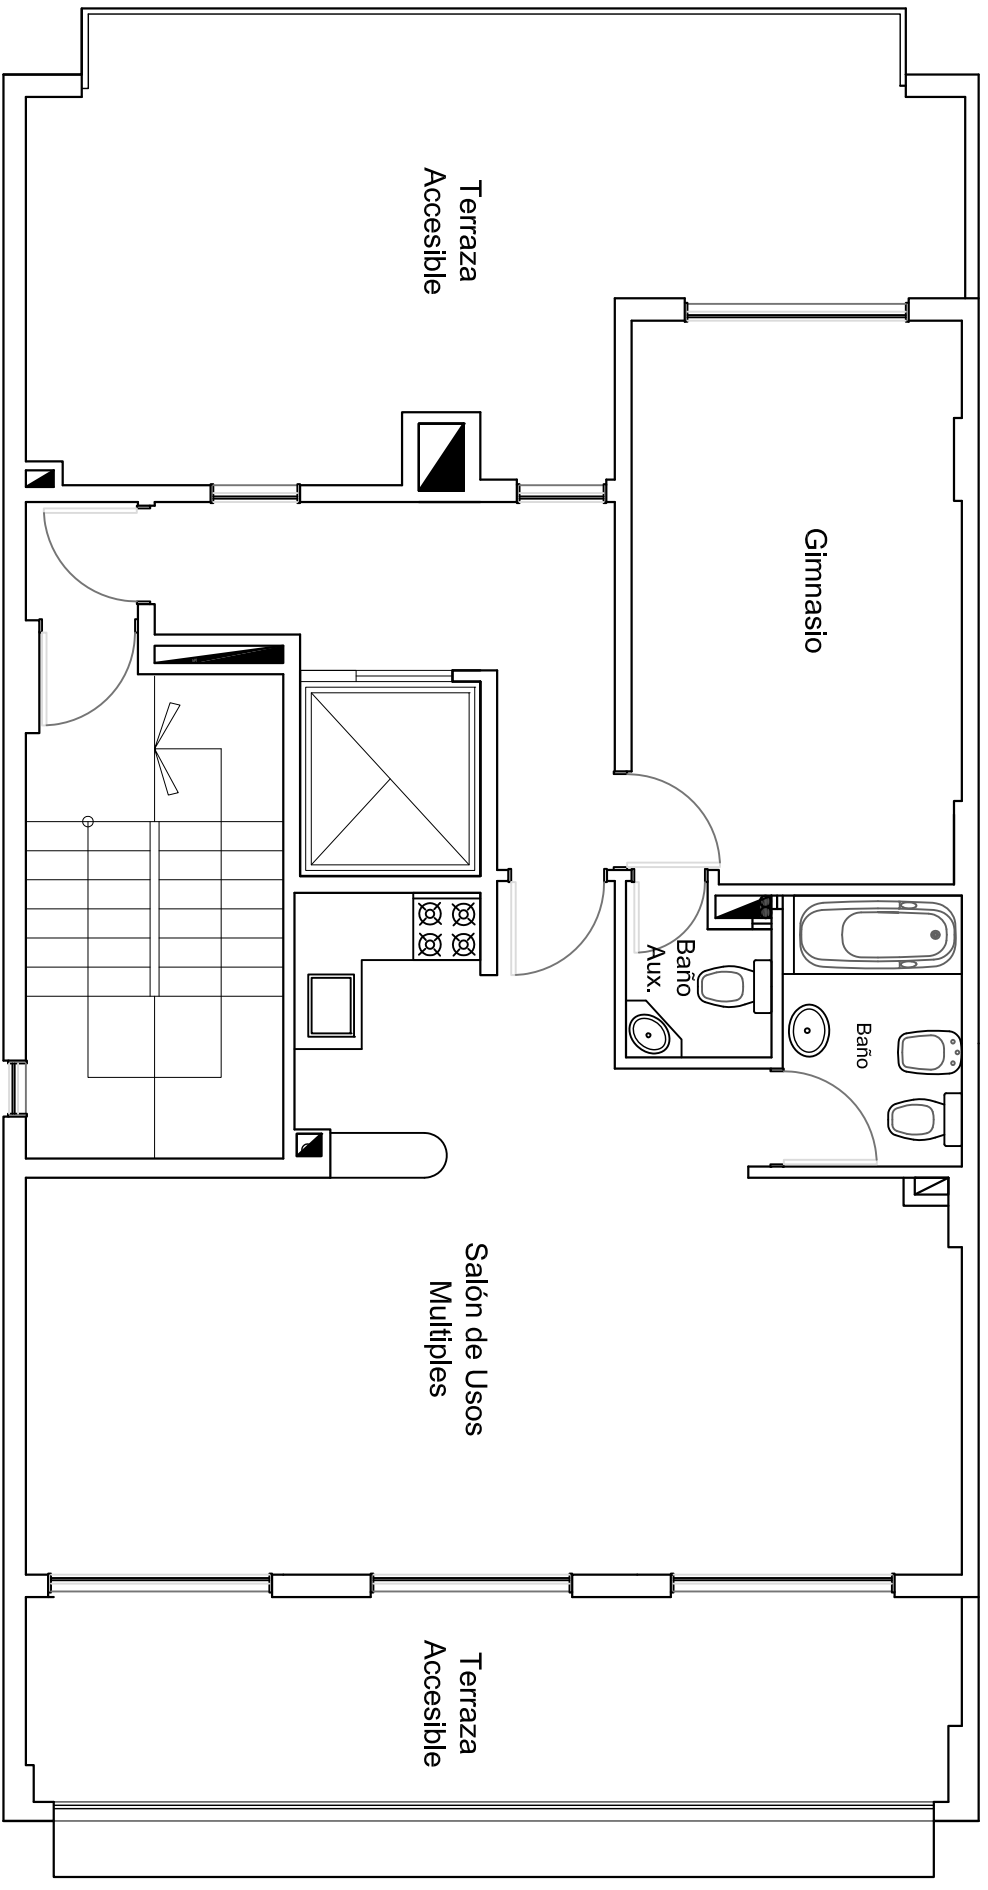 Terraza
Accesible
Gimnasio
Baño
Aux.
Baño
Salón de Usos
Multiples
Terraza
Accesible